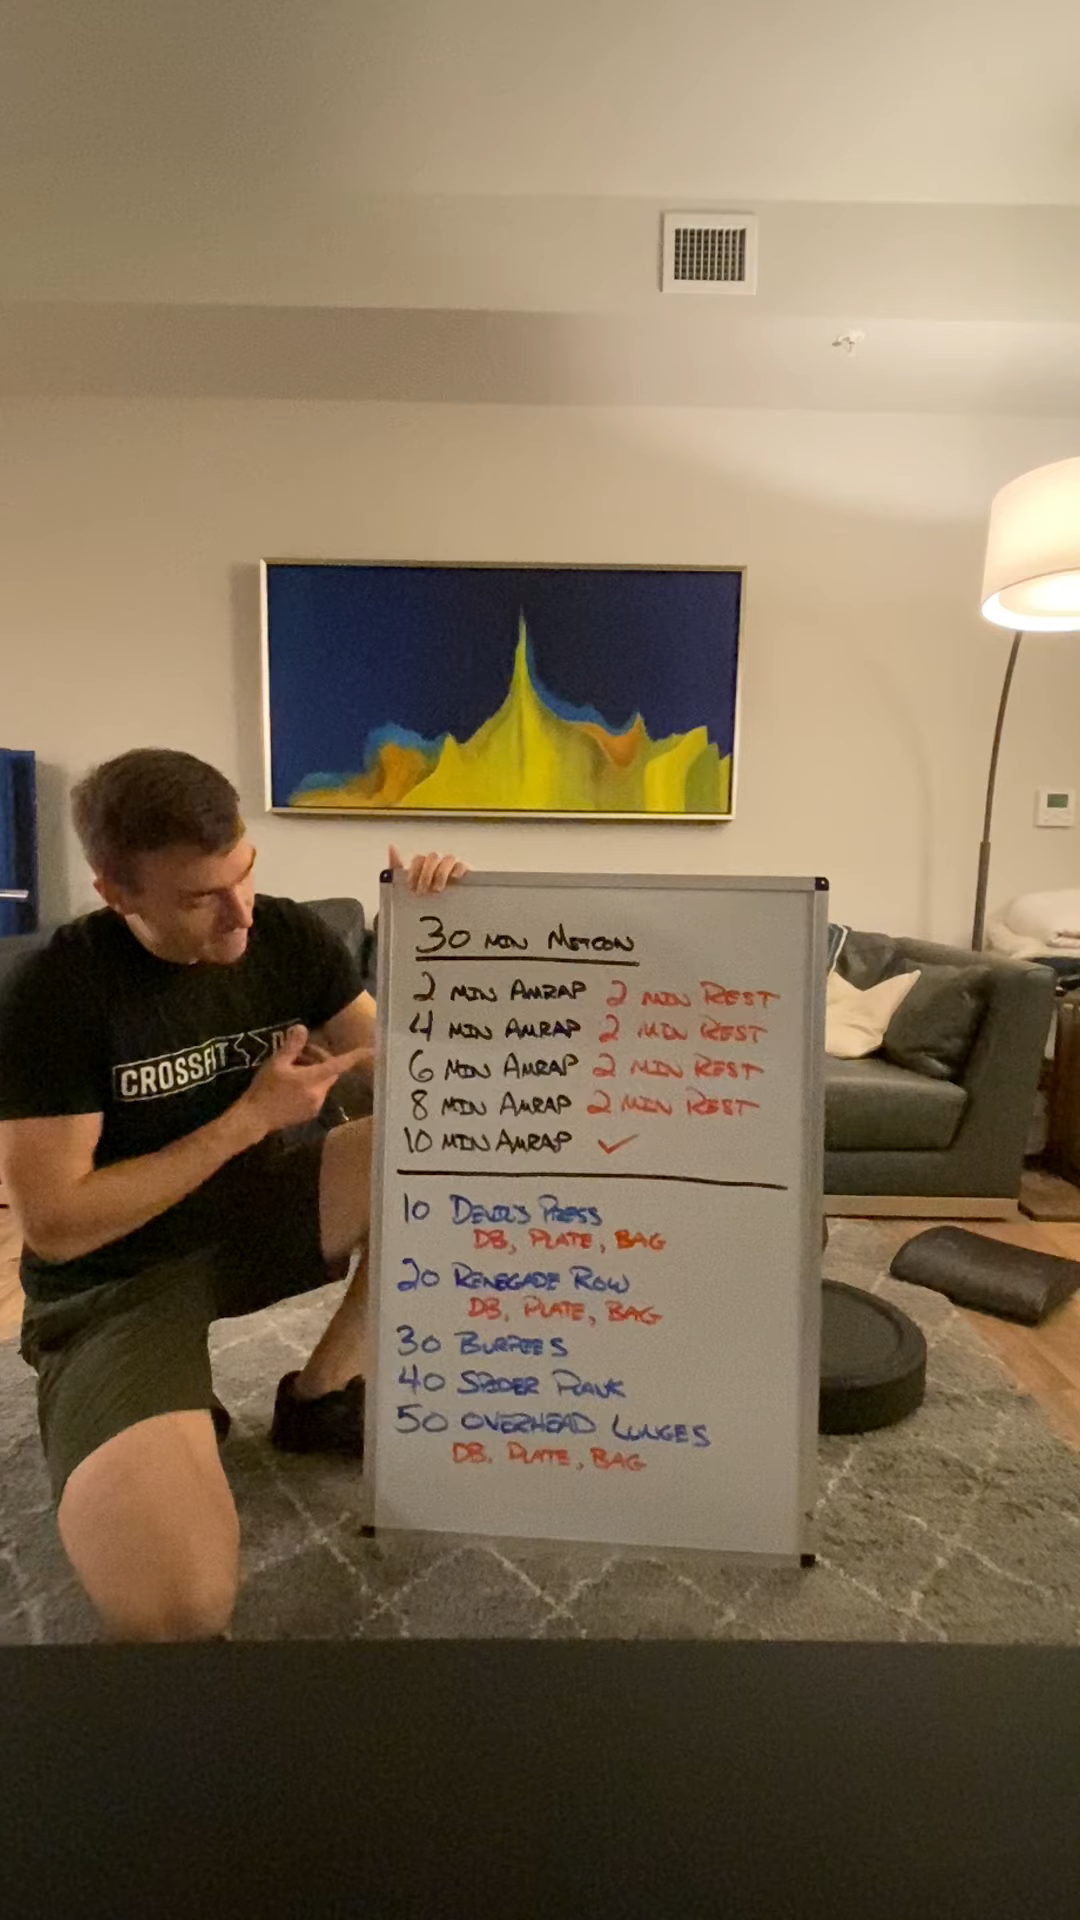 CROSSFIT
30 MIN METCON
2 MIN AMRAP 2 MIN REST
4 MIN AMRAP 2 MIN REST
6 MIN AMRAP 2 MIN REST
8 MIN AMRAP 2 MIN REST
10 MIN AMRAP ✓
10 DEVIL'S PRESS
DB, PLATE, BAG
20 RENEGADE ROW
DB, PLATE, BAG
30 BURPEES
40 SPIDER PLANK
50 OVERHEAD LUNGES
DB, PLATE, BAG